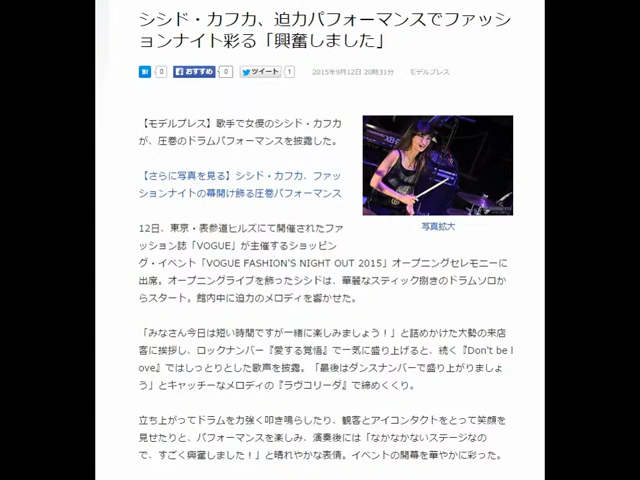 シシド・カフカ、迫力パフォーマンスでファッシ
ョンナイト彩る「興奮しました」
B! 0 おすすめ 0 ツイート 1 2015年9月12日 20時31分 モデルプレス
【モデルプレス】歌手で女優のシシド・カフカ
が、圧巻のドラムパフォーマンスを披露した。
【さらに写真を見る】シシド・カフカ、ファッ
ションナイトの幕開け飾る圧巻パフォーマンス
写真拡大
12日、東京・表参道ヒルズにて開催されたファ
ッション誌「VOGUE」が主催するショッピン
グ・イベント「VOGUE FASHION'S NIGHT OUT 2015」オープニングセレモニーに
出席。オープニングライブを飾ったシシドは、華麗なスティック捌きのドラムソロか
らスタート。館内中に迫力のメロディを響かせた。
「みなさん今日は短い時間ですが一緒に楽しみましょう！」と詰めかけた大勢の来店
客に挨拶し、ロックナンバー『愛する覚悟』で一気に盛り上げると、続く『Don't be l
ove』ではしっとりとした歌声を披露。「最後はダンスナンバーで盛り上がりましょ
う」とキャッチーなメロディの『ラヴコリーダ』で締めくくり。
立ち上がってドラムを力強く叩き鳴らしたり、観客とアイコンタクトをとって笑顔を
見せたりと、パフォーマンスを楽しみ、演奏後には「なかなかないステージなの
で、すごく興奮しました！」と晴れやかな表情。イベントの開幕を華やかに彩った。